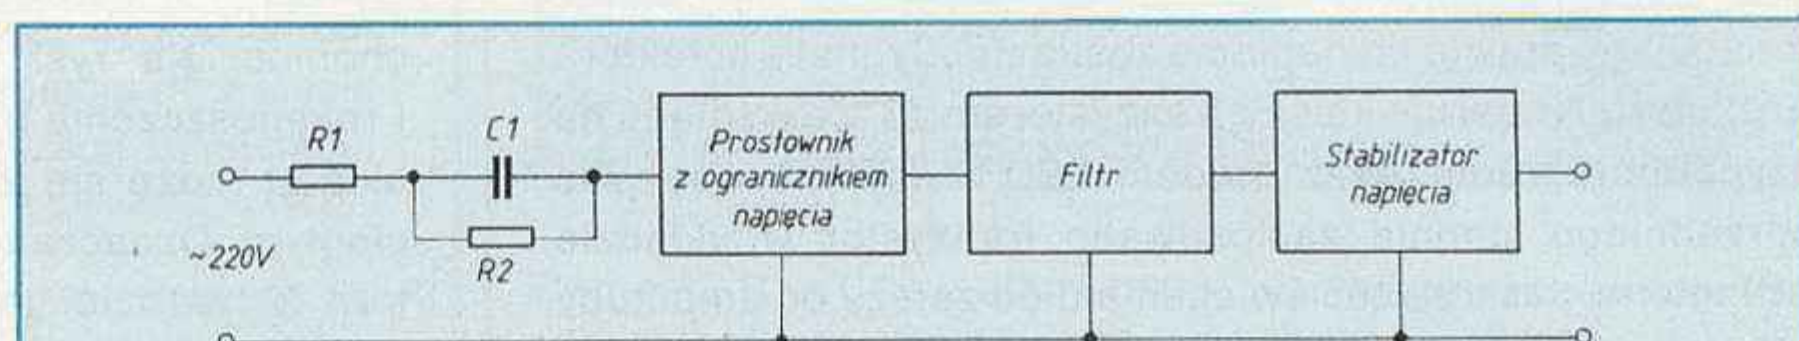 R1
C1
R2
~220V
Prostownik
z ogranicznikiem
napięcia
Filtr
Stabilizator
napięcia